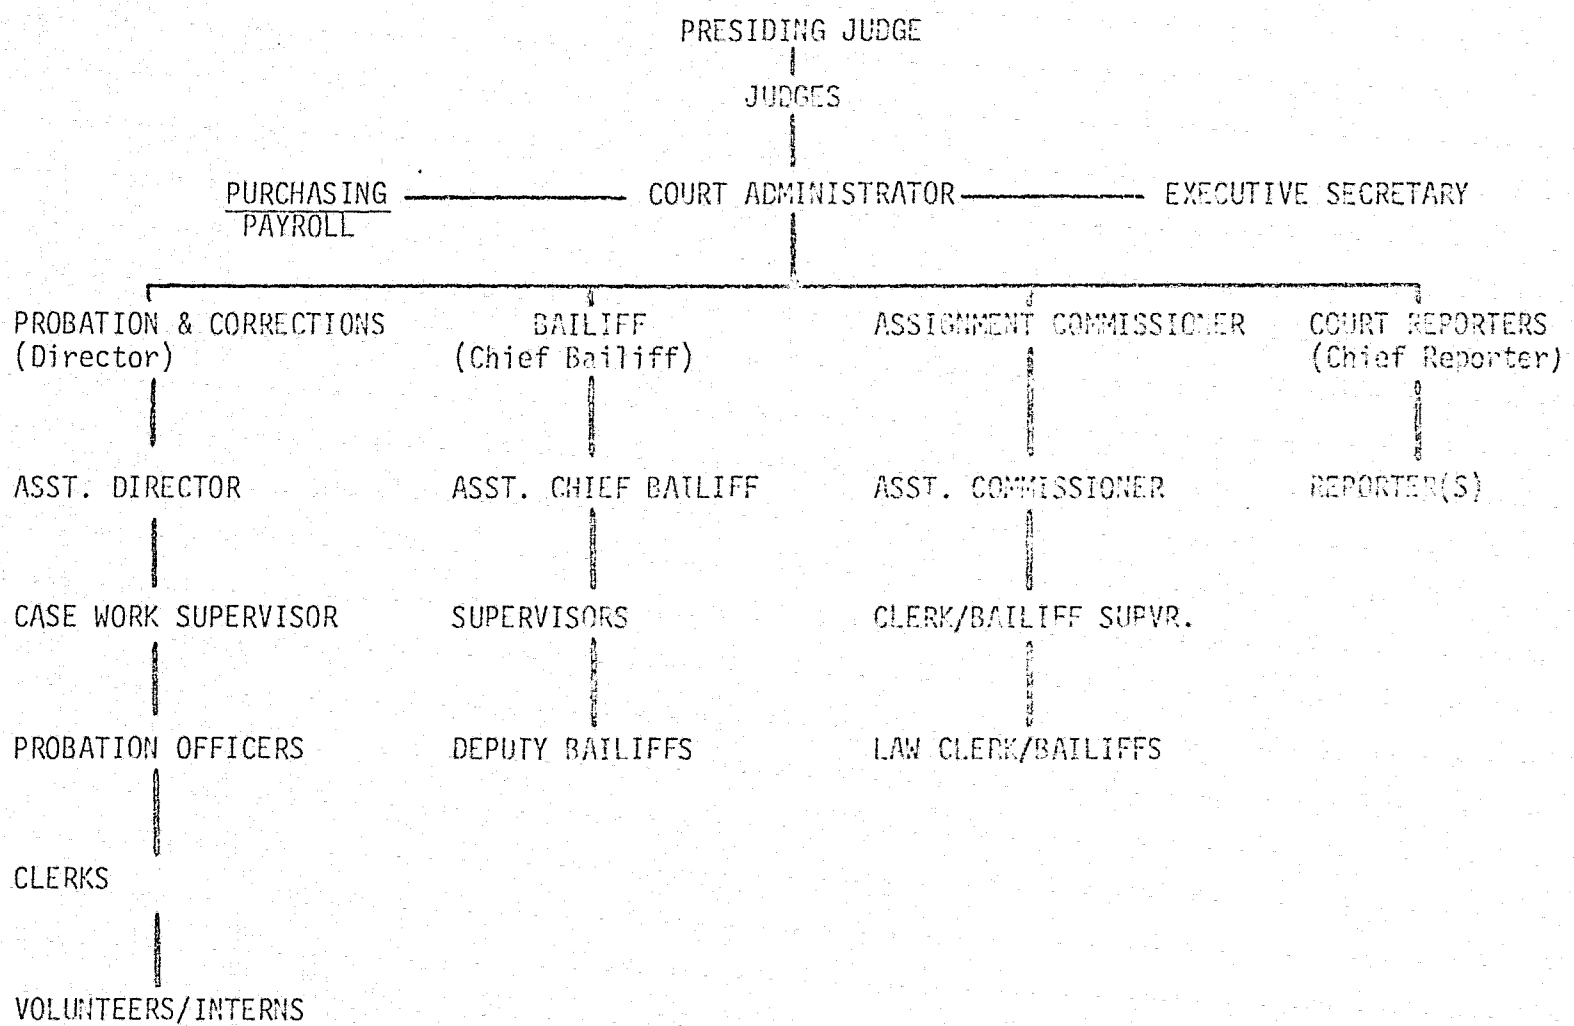 PRESIDING JUDGE
JUDGES
PURCHASING COURT ADMINISTRATOR EXECUTIVE SECRETARY
PAYROLL
PROBATION & CORRECTIONS BAILIFF ASSIGNMENT COMMISSIONER COURT REPORTERS
(Director) (Chief Bailiff) (Chief Reporter)
ASST. DIRECTOR ASST. CHIEF BAILIFF ASST. COMMISSIONER REPORTER(S)
CASE WORK SUPERVISOR SUPERVISORS CLERK/BAILIFF SUPVR.
PROBATION OFFICERS DEPUTY BAILIFFS LAW CLERK/BAILIFFS
CLERKS
VOLUNTEERS/INTERNS